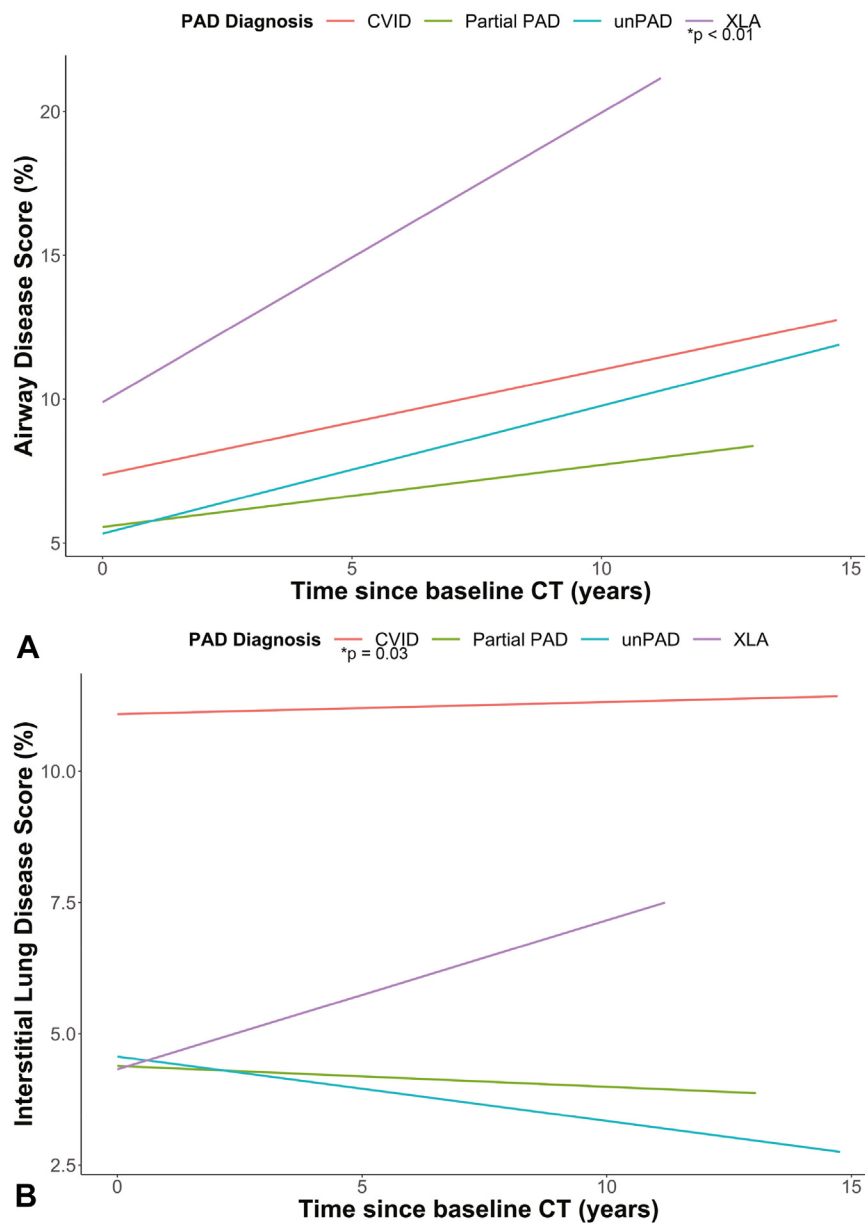 PAD Diagnosis CVID Partial PAD unPAD XLA
*p < 0.01
Airway Disease Score (%)
20
15
10
5
0 5 10 15
Time since baseline CT (years)
A
PAD Diagnosis CVID Partial PAD unPAD XLA
*p = 0.03
Interstitial Lung Disease Score (%)
10.0
7.5
5.0
2.5
0 5 10 15
Time since baseline CT (years)
B